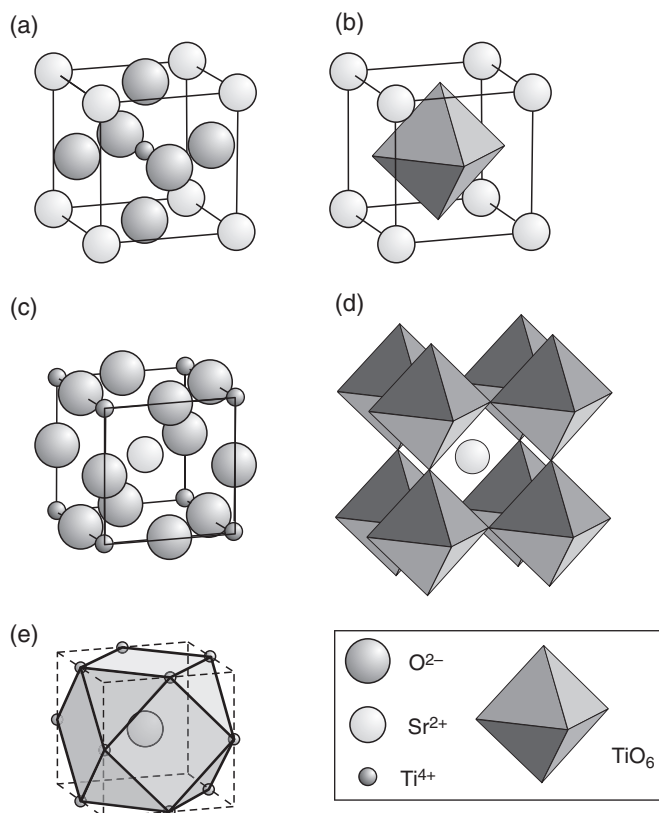 (a)
(b)
(c)
(d)
(e)
O²⁻
Sr²⁺
Ti⁴⁺
TiO₆